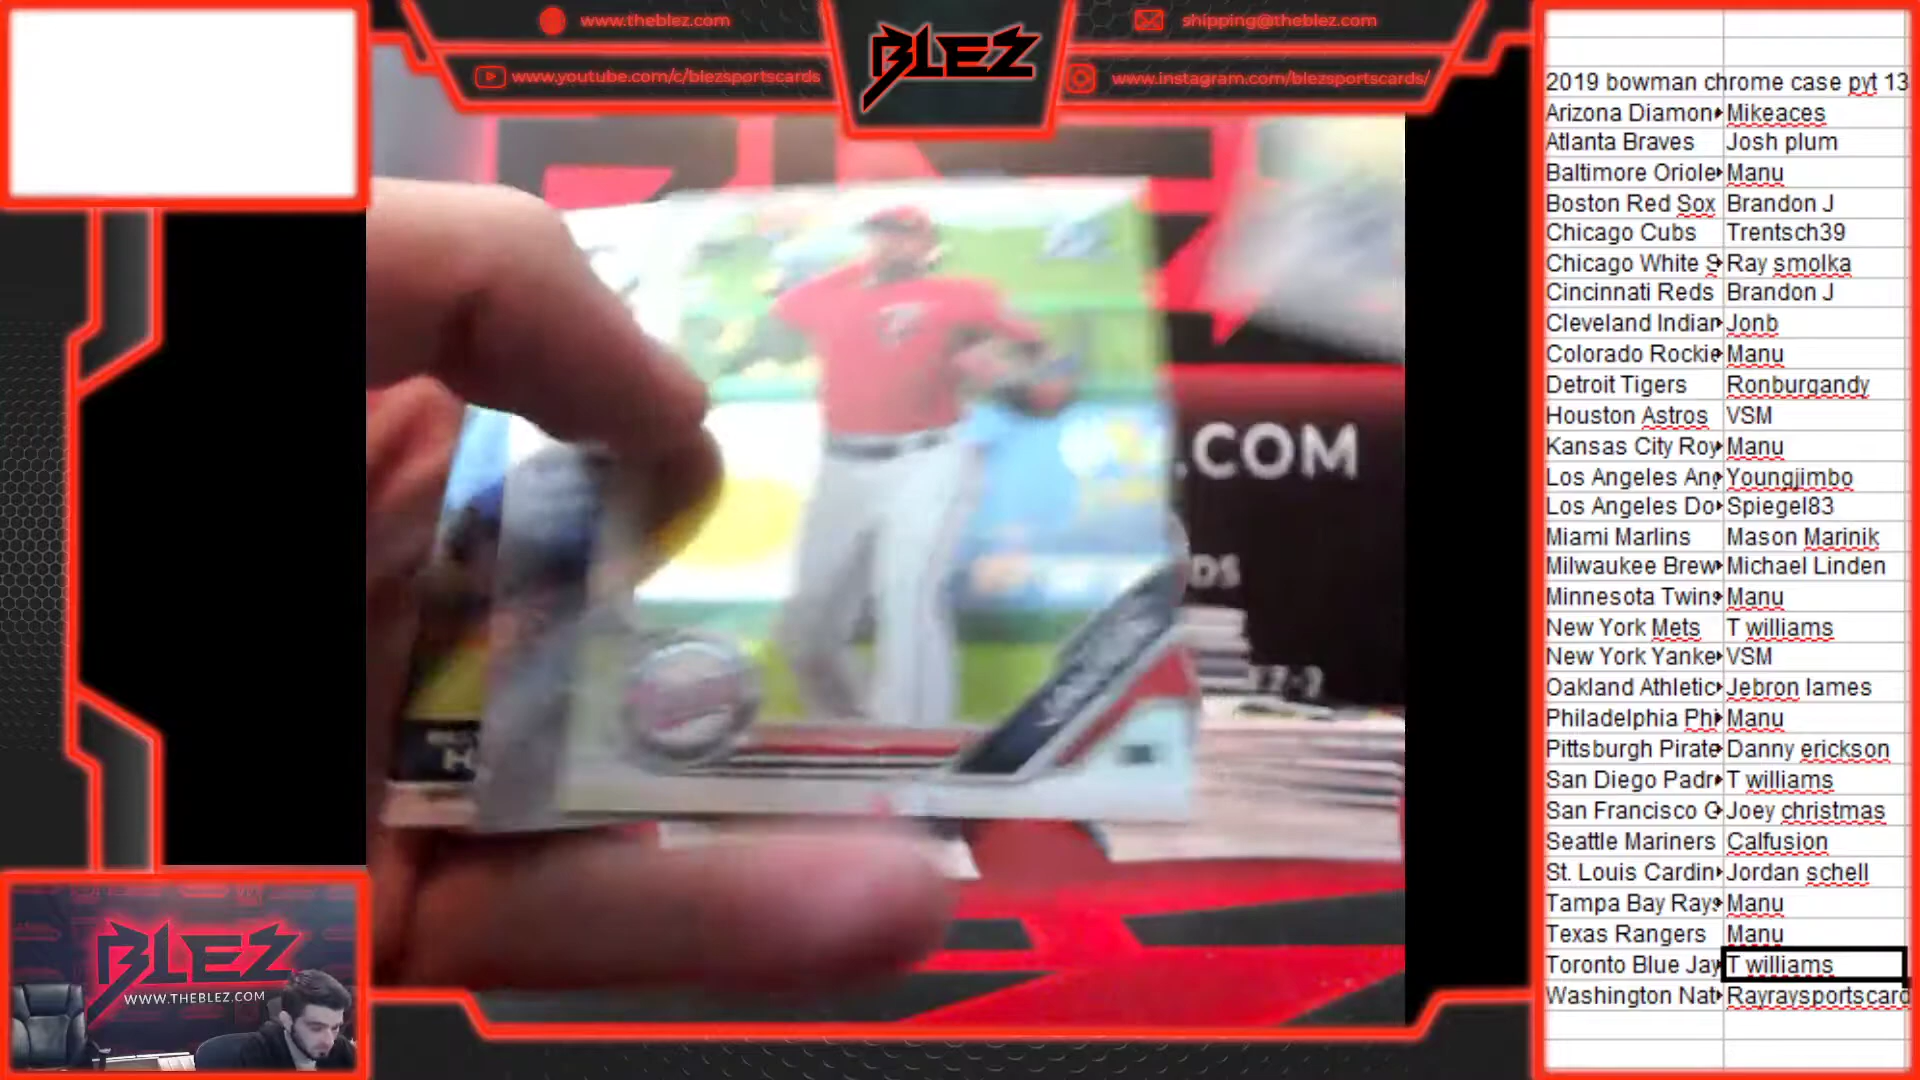 www.theblez.com
www.youtube.com/c/blezsportscards
BLEZ
shipping@theblez.com
www.instagram.com/blezsportscards/
.COM
BLEZ
WWW.THEBLEZ.COM
2019 bowman chrome case pyt 13
Arizona Diamon Mikeaces
Atlanta Braves Josh plum
Baltimore Oriole Manu
Boston Red Sox Brandon J
Chicago Cubs Trentsch39
Chicago White S Ray smolka
Cincinnati Reds Brandon J
Cleveland Indian Jonb
Colorado Rockie Manu
Detroit Tigers Ronburgandy
Houston Astros VSM
Kansas City Roy Manu
Los Angeles Ang Youngjimbo
Los Angeles Do Spiegel83
Miami Marlins Mason Marinik
Milwaukee Brew Michael Linden
Minnesota Twins Manu
New York Mets T williams
New York Yanke VSM
Oakland Athletic Jebron lames
Philadelphia Phi Manu
Pittsburgh Pirate Danny erickson
San Diego Padr T williams
San Francisco G Joey christmas
Seattle Mariners Calfusion
St. Louis Cardin Jordan schell
Tampa Bay Rays Manu
Texas Rangers Manu
Toronto Blue Jay T williams
Washington Nat Rayraysportscard